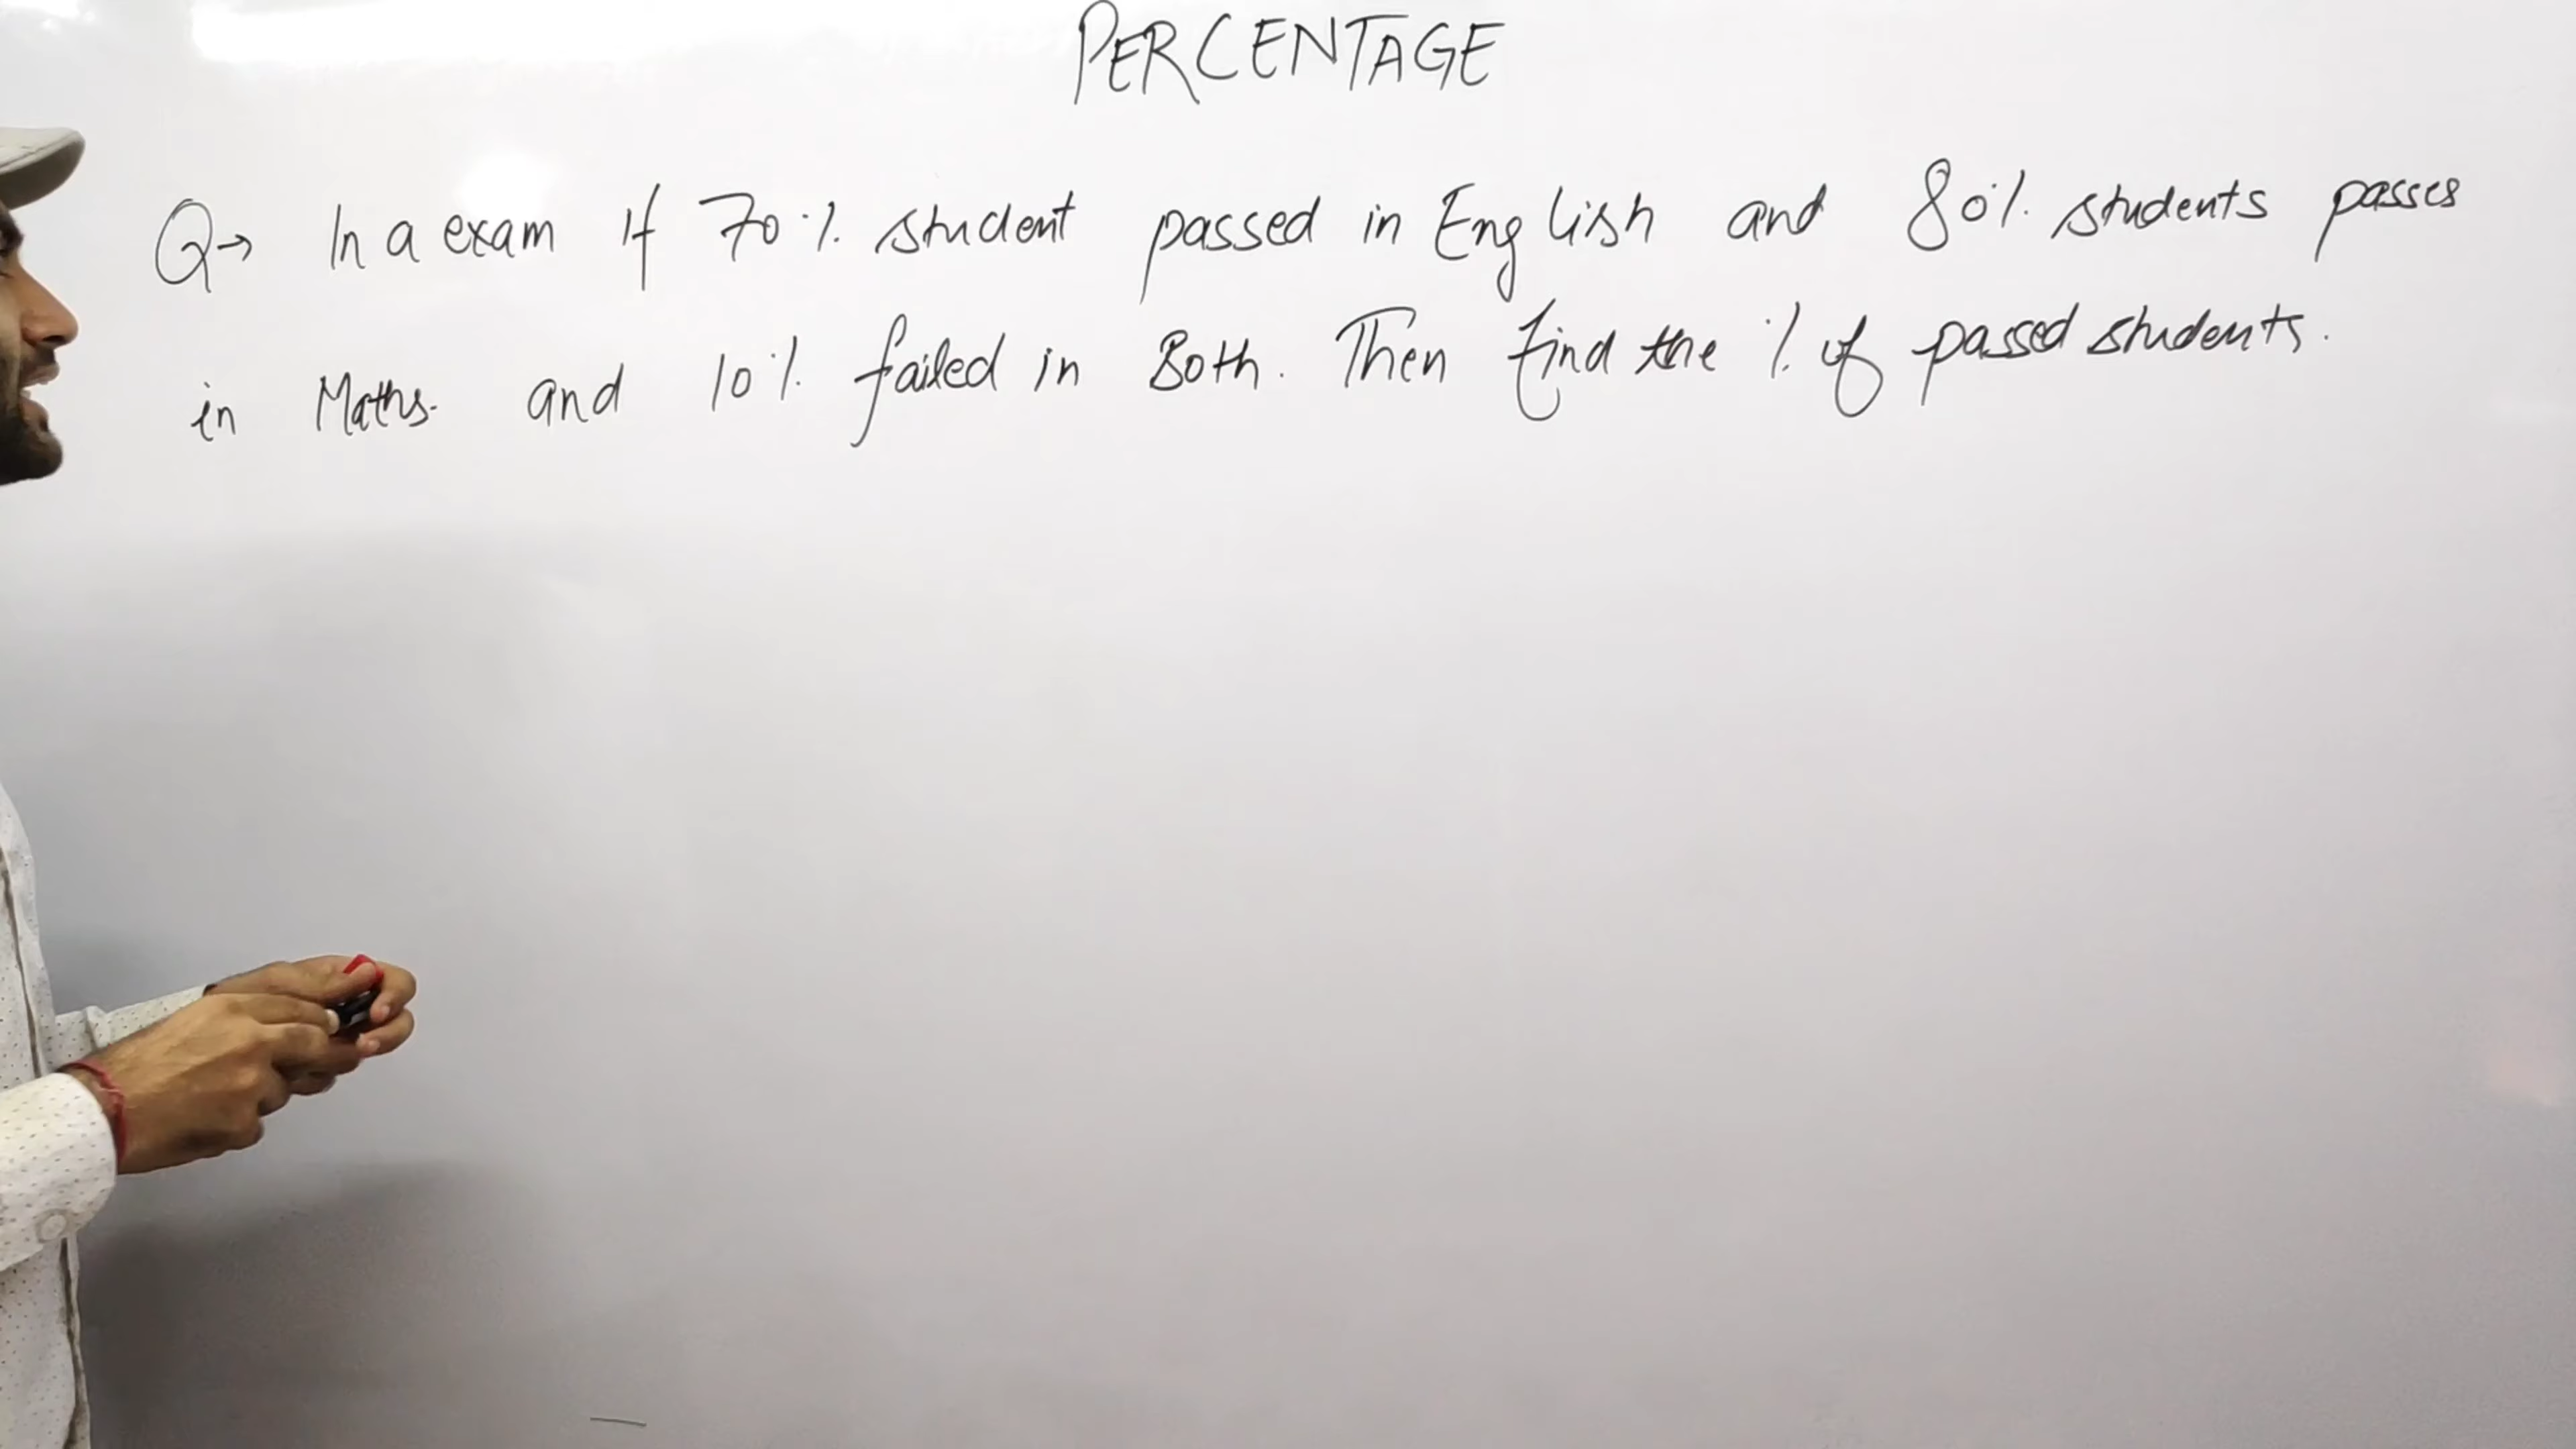 PERCENTAGE
Q→ In a exam If 70% student passed in English and 80% students passes
in Maths. and 10% failed in Both. Then find the % of passed students.